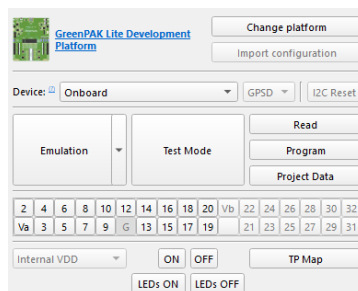 GreenPAK Lite Development Platform
Change platform
Import configuration
Device: Onboard GPSD I2C Reset
Emulation Test Mode
Read
Program
Project Data
2 4 6 8 10 12 14 16 18 20 Vb 22 24 26 28 30 32
Va 3 5 7 9 G 13 15 17 19 21 23 25 27 29 31
Internal VDD ON OFF TP Map
LEDs ON LEDs OFF